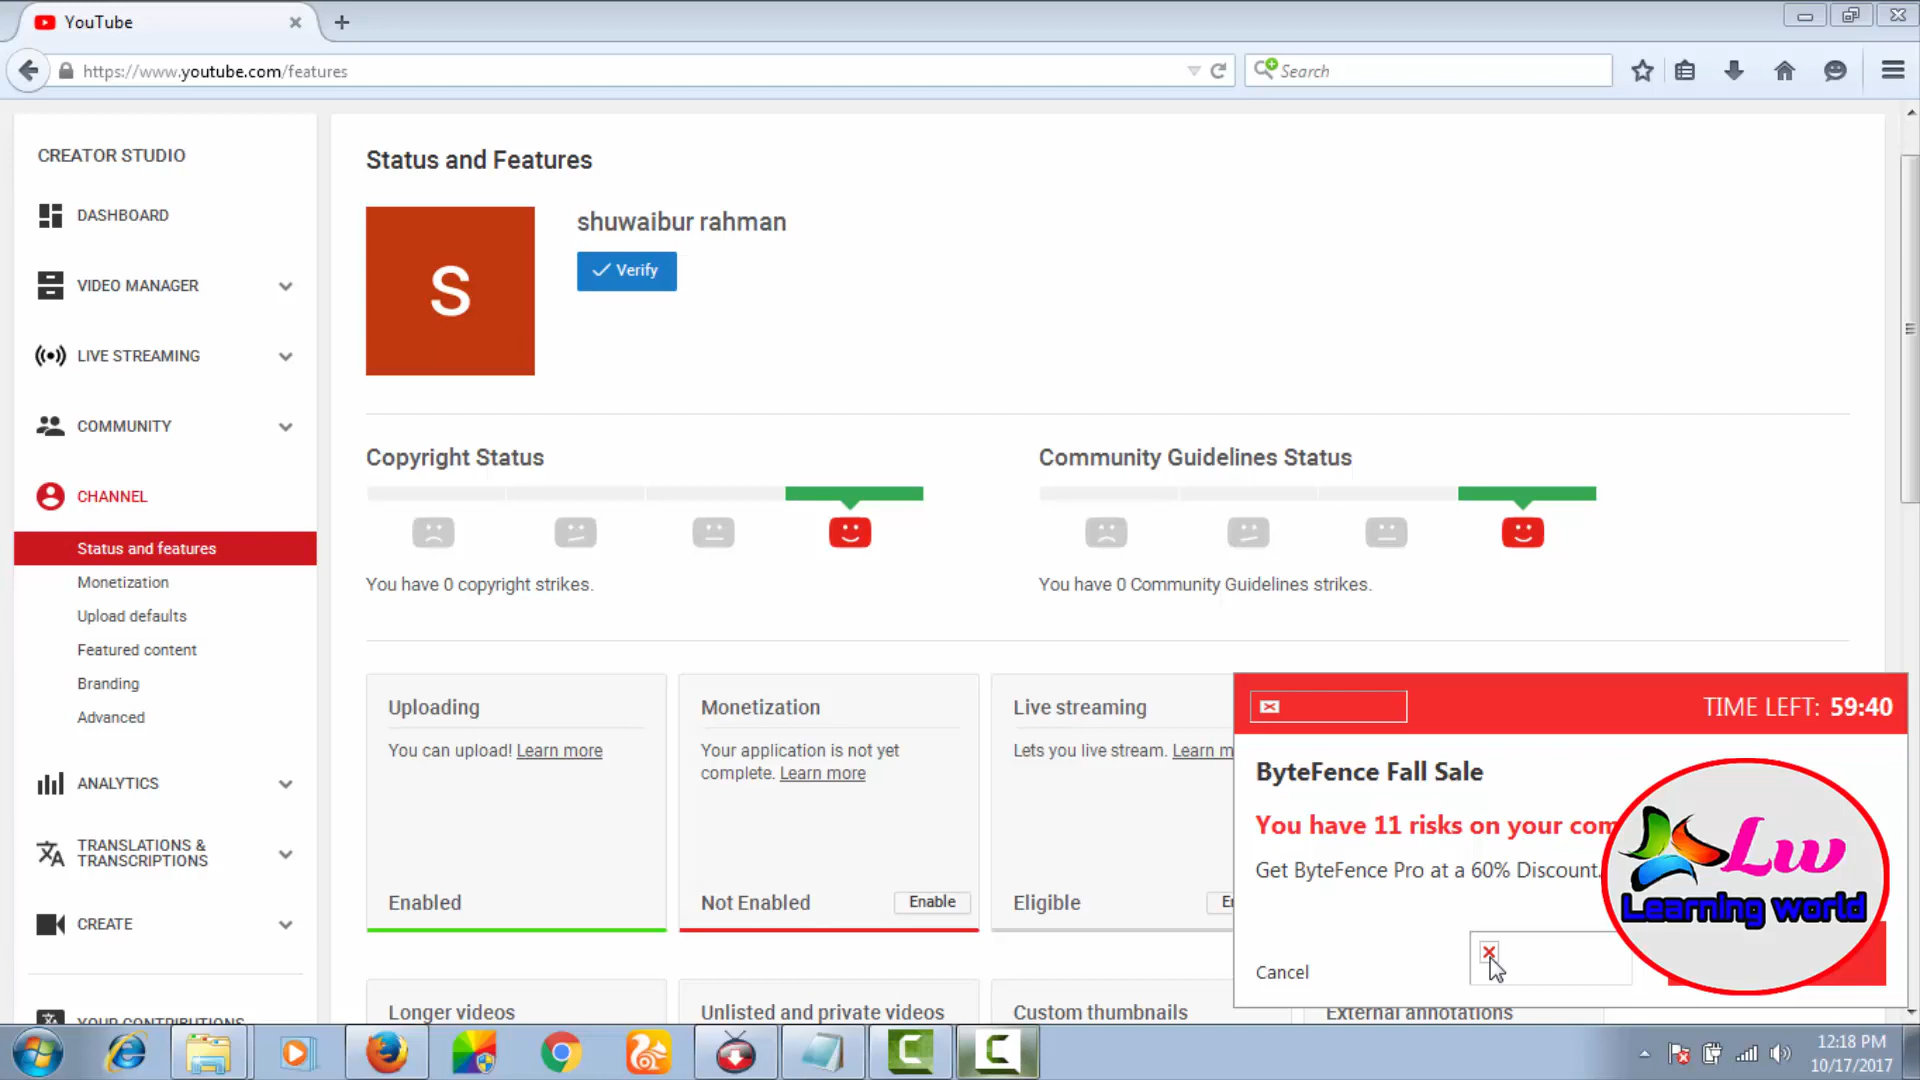 YouTube
https://www.youtube.com/features
Search
CREATOR STUDIO
DASHBOARD
VIDEO MANAGER
LIVE STREAMING
COMMUNITY
CHANNEL
Status and features
Monetization
Upload defaults
Featured content
Branding
Advanced
ANALYTICS
TRANSLATIONS &
TRANSCRIPTIONS
CREATE
YOUR CONTRIBUTIONS
Status and Features
S
shuwaibur rahman
Verify
Copyright Status
You have 0 copyright strikes.
Community Guidelines Status
You have 0 Community Guidelines strikes.
Uploading
You can upload! Learn more
Enabled
Monetization
Your application is not yet
complete. Learn more
Not Enabled
Enable
Live streaming
Lets you live stream. Learn m
Eligible
Longer videos
Unlisted and private videos
Custom thumbnails
External annotations
TIME LEFT: 59:40
ByteFence Fall Sale
You have 11 risks on your com
Get ByteFence Pro at a 60% Discount.
Cancel
Lw
Learning world
12:18 PM
10/17/2017